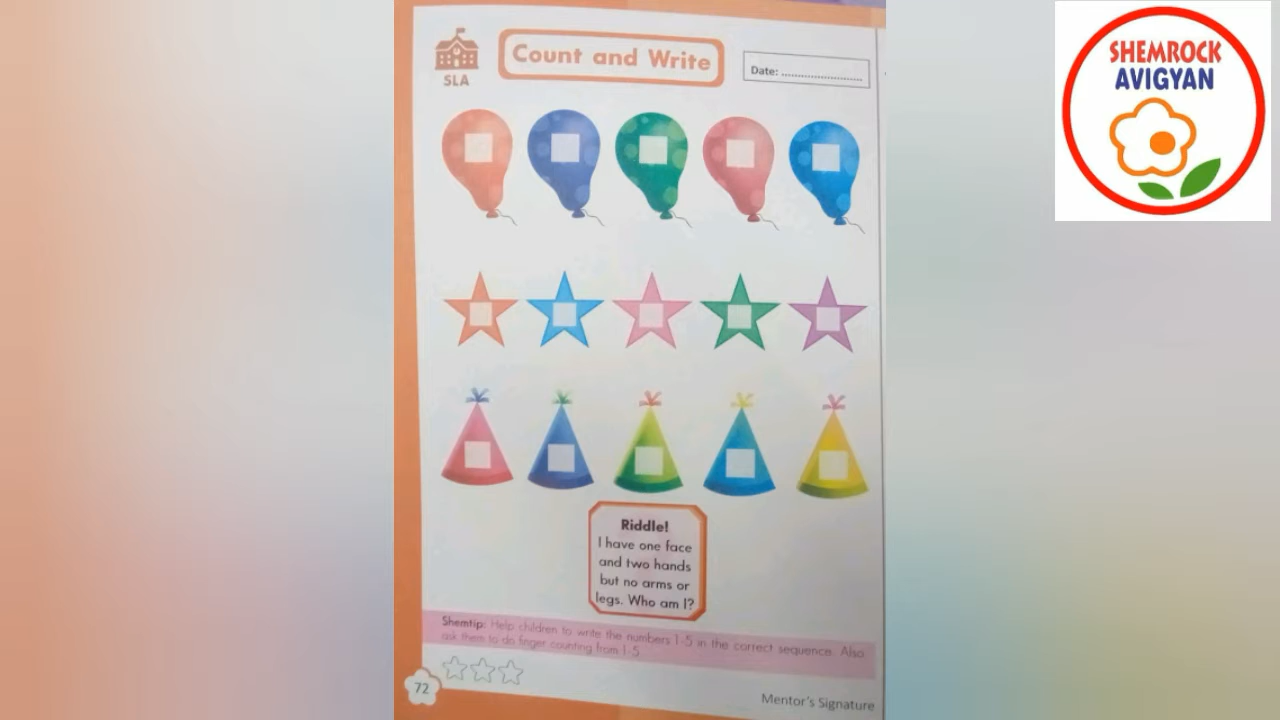 SHEMROCK
AVIGYAN
SLA
Count and Write
Date: ........................
Riddle!
I have one face
and two hands
but no arms or
legs. Who am I?
Shemtip: Help children to write the numbers 1-5 in the correct sequence. Also
ask them to do finger counting from 1-5.
72
Mentor's Signature